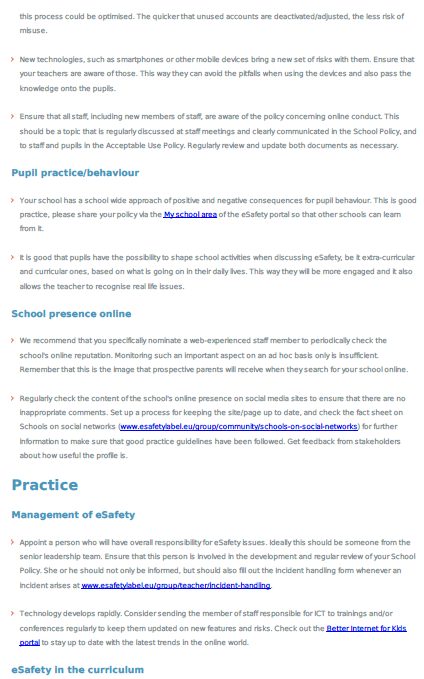 this process could be optimised. The quicker that unused accounts are deactivated/adjusted, the less risk of
misuse.
New technologies, such as smartphones or other mobile devices bring a new set of risks with them. Ensure that
your teachers are aware of those. This way they can avoid the pitfalls when using the devices and also pass the
knowledge onto the pupils.
Ensure that all staff, including new members of staff, are aware of the policy concerning online conduct. This
should be a topic that is regularly discussed at staff meetings and clearly communicated in the School Policy, and
to staff and pupils in the Acceptable Use Policy. Regularly review and update both documents as necessary.
Pupil practice/behaviour
Your school has a school wide approach of positive and negative consequences for pupil behaviour. This is good
practice, please share your policy via the My school area of the eSafety portal so that other schools can learn
from it.
It is good that pupils have the possibility to shape school activities when discussing eSafety, be it extra-curricular
and curricular ones, based on what is going on in their daily lives. This way they will be more engaged and it also
allows the teacher to recognise real life issues.
School presence online
We recommend that you specifically nominate a web-experienced staff member to periodically check the
school's online reputation. Monitoring such an important aspect on an ad hoc basis only is insufficient.
Remember that this is the image that prospective parents will receive when they search for your school online.
Regularly check the content of the school's online presence on social media sites to ensure that there are no
inappropriate comments. Set up a process for keeping the site/page up to date, and check the fact sheet on
Schools on social networks (www.esafetylabel.eu/group/community/schools-on-social-networks) for further
information to make sure that good practice guidelines have been followed. Get feedback from stakeholders
about how useful the profile is.
Practice
Management of eSafety
Appoint a person who will have overall responsibility for eSafety issues. Ideally this should be someone from the
senior leadership team. Ensure that this person is involved in the development and regular review of your School
Policy. She or he should not only be informed, but should also fill out the Incident handling form whenever an
incident arises at www.esafetylabel.eu/group/teacher/incident-handling.
Technology develops rapidly. Consider sending the member of staff responsible for ICT to trainings and/or
conferences regularly to keep them updated on new features and risks. Check out the Better Internet for Kids
portal to stay up to date with the latest trends in the online world.
eSafety in the curriculum